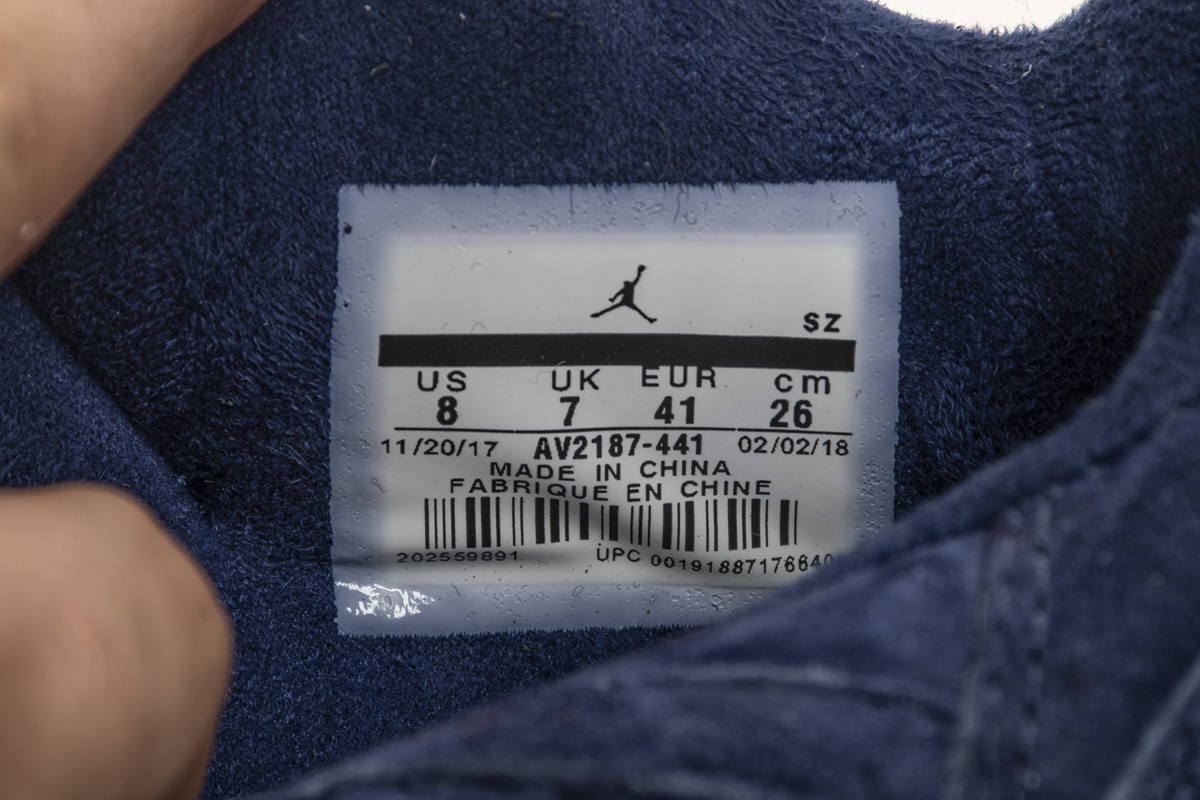 sz
US UK EUR cm
8 7 41 26
11/20/17 AV2187-441 02/02/18
MADE IN CHINA
FABRIQUE EN CHINE
202559891 UPC 00191887176640